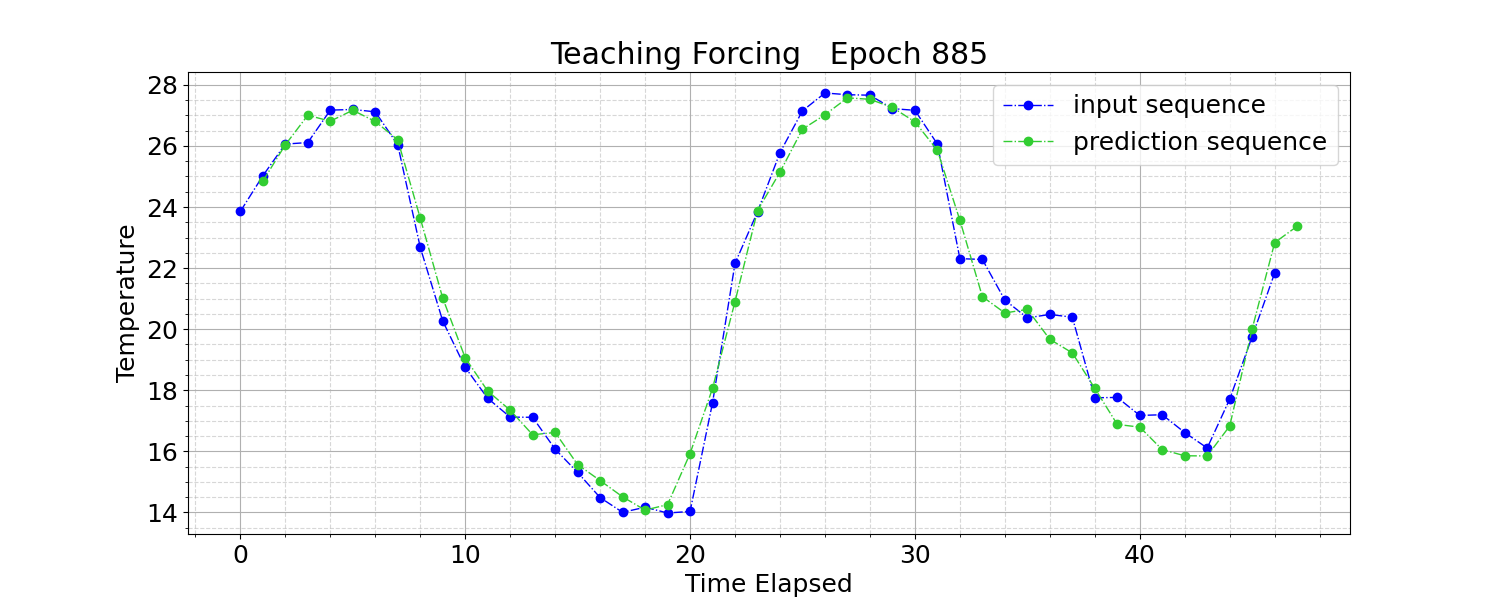 Teaching Forcing   Epoch 885
28
26
24
22
20
18
16
14
Temperature
input sequence
prediction sequence
0 10 20 30 40
Time Elapsed